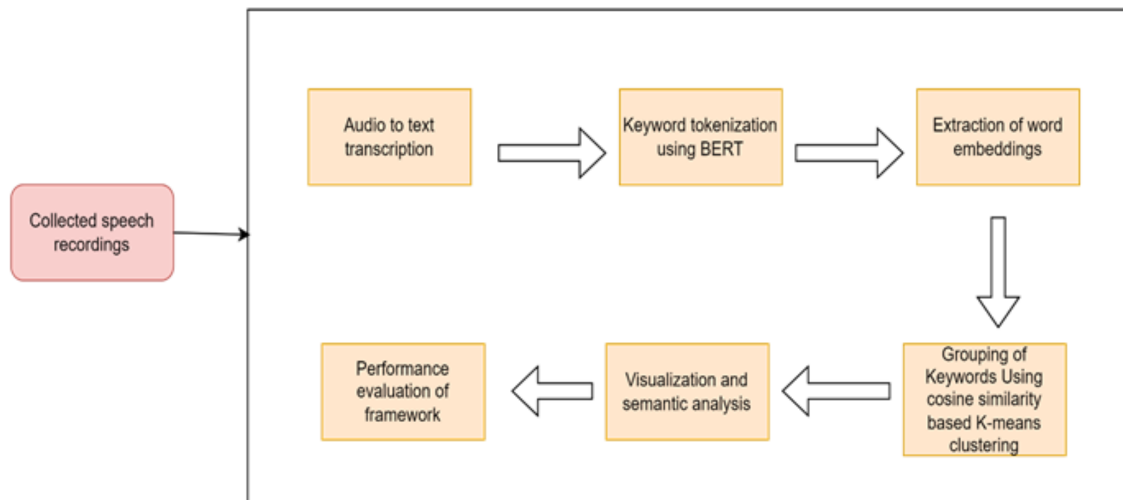 Collected speech
recordings
Audio to text
transcription
Keyword tokenization
using BERT
Extraction of word
embeddings
Grouping of
Keywords Using
cosine similarity
based K-means
clustering
Visualization and
semantic analysis
Performance
evaluation of
framework